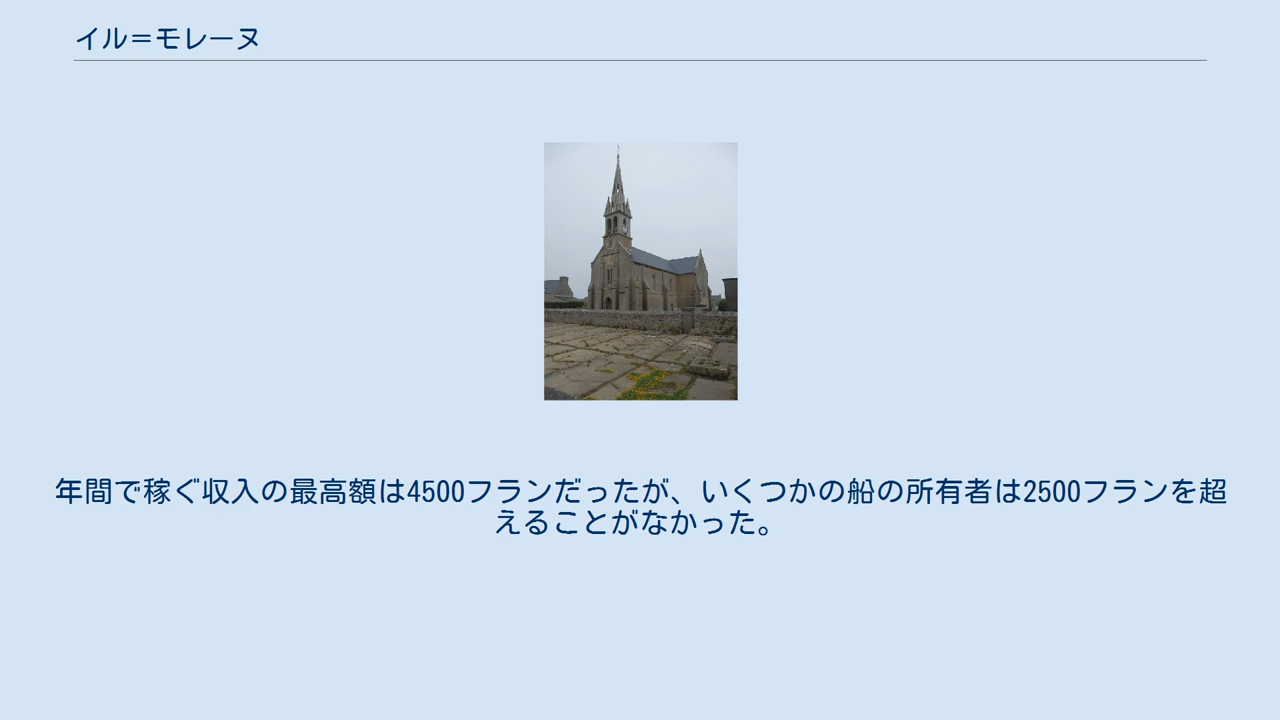 イル＝モレーヌ
年間で稼ぐ収入の最高額は4500フランだったが、いくつかの船の所有者は2500フランを超
えることがなかった。